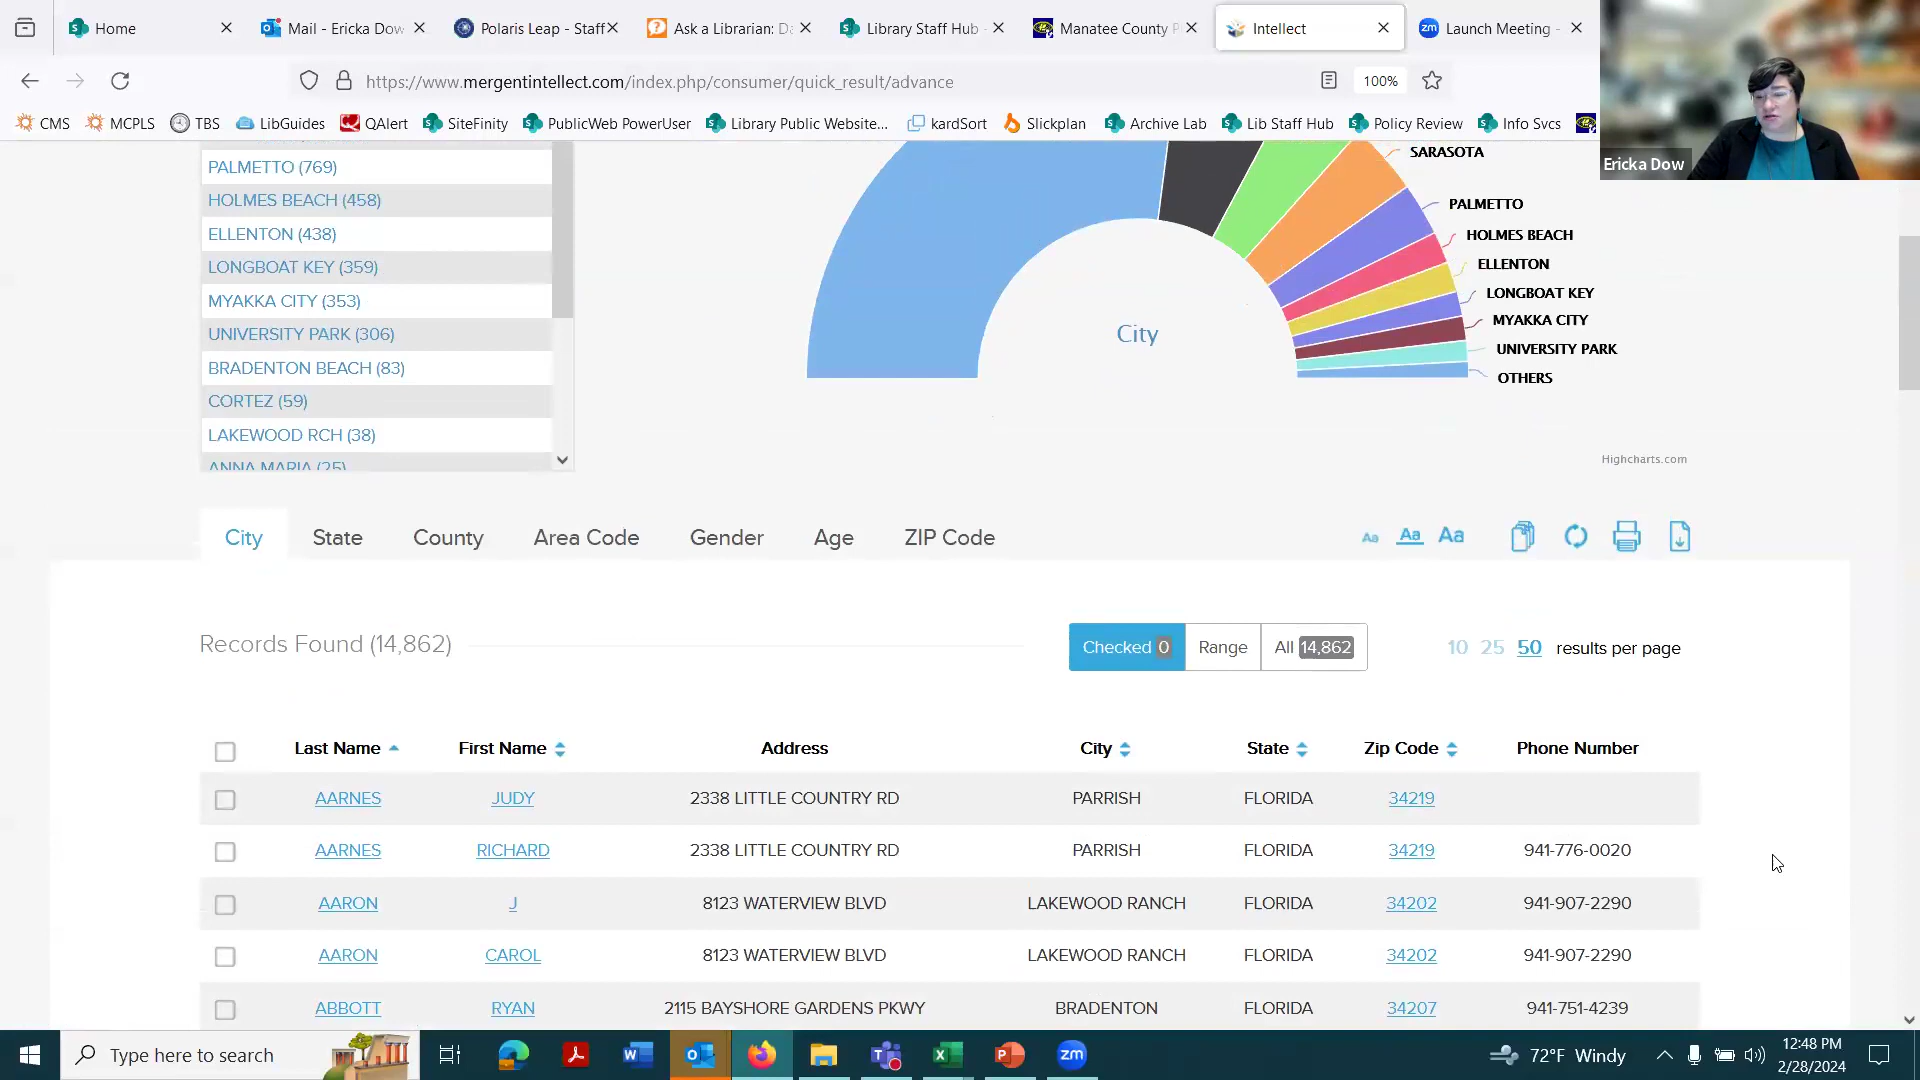 Home
Mail - Ericka Dow
Polaris Leap - Staff
Ask a Librarian: Da
Library Staff Hub -
Manatee County P
Intellect
Launch Meeting -
https://www.mergentintellect.com/index.php/consumer/quick_result/advance
100%
CMS
MCPLS
TBS
LibGuides
QAlert
SiteFinity
PublicWeb PowerUser
Library Public Website...
kardSort
Slickplan
Archive Lab
Lib Staff Hub
Policy Review
Info Svcs
Ericka Dow
PALMETTO (769)
HOLMES BEACH (458)
ELLENTON (438)
LONGBOAT KEY (359)
MYAKKA CITY (353)
UNIVERSITY PARK (306)
BRADENTON BEACH (83)
CORTEZ (59)
LAKEWOOD RCH (38)
ANNA MARIA (25)
SARASOTA
PALMETTO
HOLMES BEACH
ELLENTON
LONGBOAT KEY
MYAKKA CITY
UNIVERSITY PARK
OTHERS
City
Highcharts.com
City State County Area Code Gender Age ZIP Code
Aa Aa Aa
Records Found (14,862)
Checked 0 Range All 14,862
10 25 50 results per page
Last Name First Name Address City State Zip Code Phone Number
AARNES JUDY 2338 LITTLE COUNTRY RD PARRISH FLORIDA 34219
AARNES RICHARD 2338 LITTLE COUNTRY RD PARRISH FLORIDA 34219 941-776-0020
AARON J 8123 WATERVIEW BLVD LAKEWOOD RANCH FLORIDA 34202 941-907-2290
AARON CAROL 8123 WATERVIEW BLVD LAKEWOOD RANCH FLORIDA 34202 941-907-2290
ABBOTT RYAN 2115 BAYSHORE GARDENS PKWY BRADENTON FLORIDA 34207 941-751-4239
Type here to search
72°F Windy
12:48 PM
2/28/2024